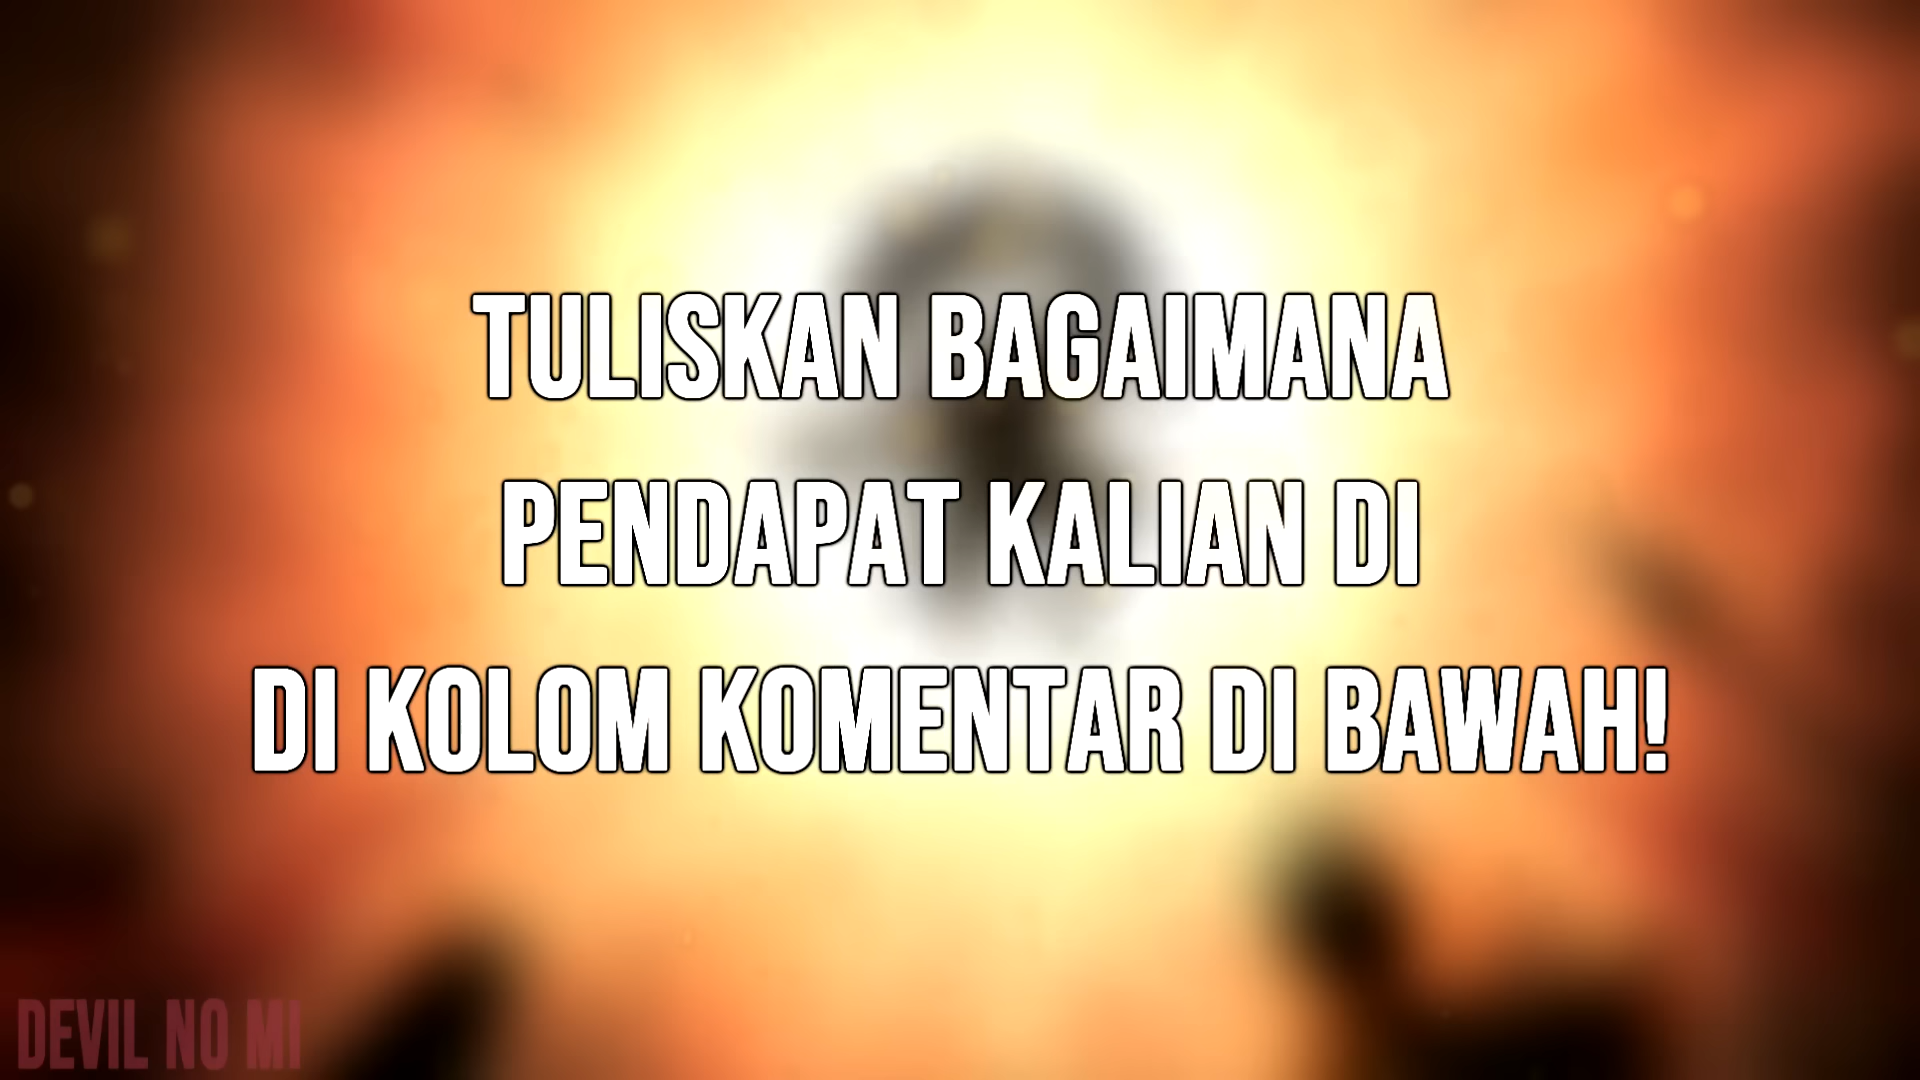 TULISKAN BAGAIMANA
PENDAPAT KALIAN DI
DI KOLOM KOMENTAR DI BAWAH!
DEVIL NO MI